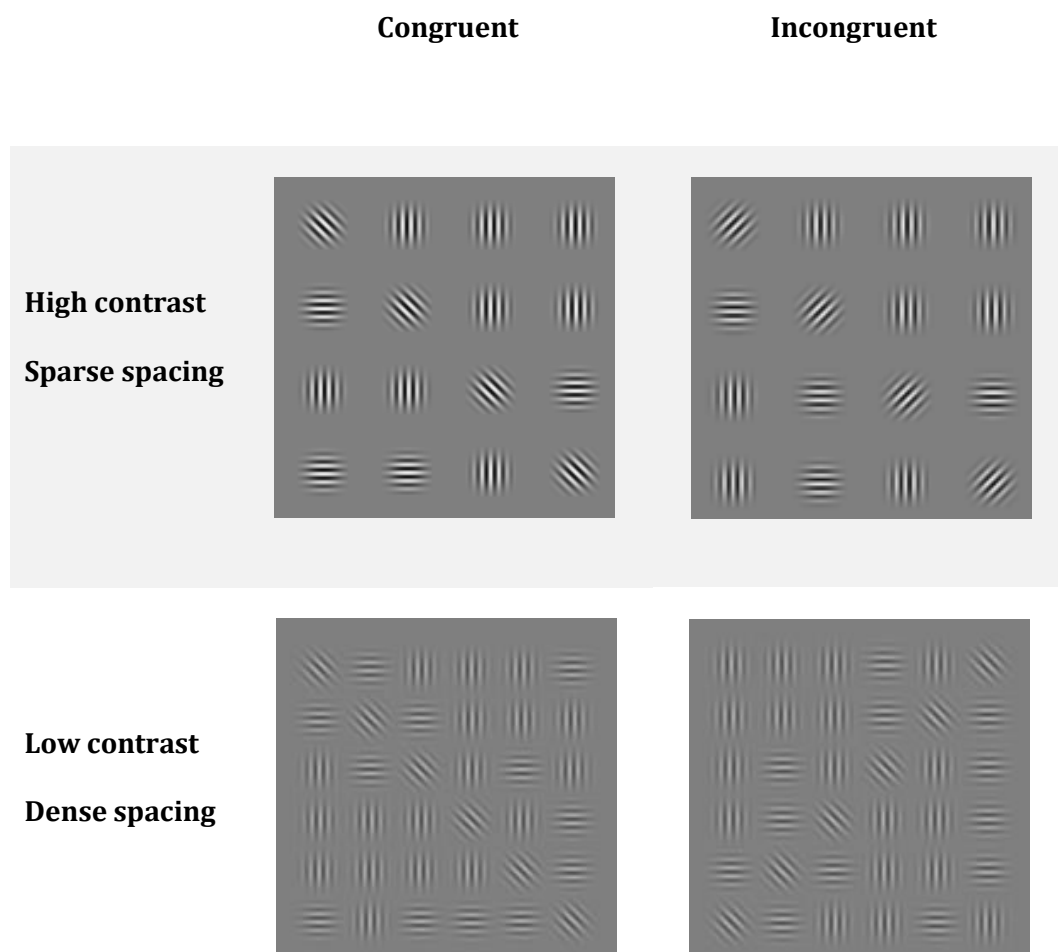 Congruent Incongruent
High contrast
Sparse spacing
Low contrast
Dense spacing